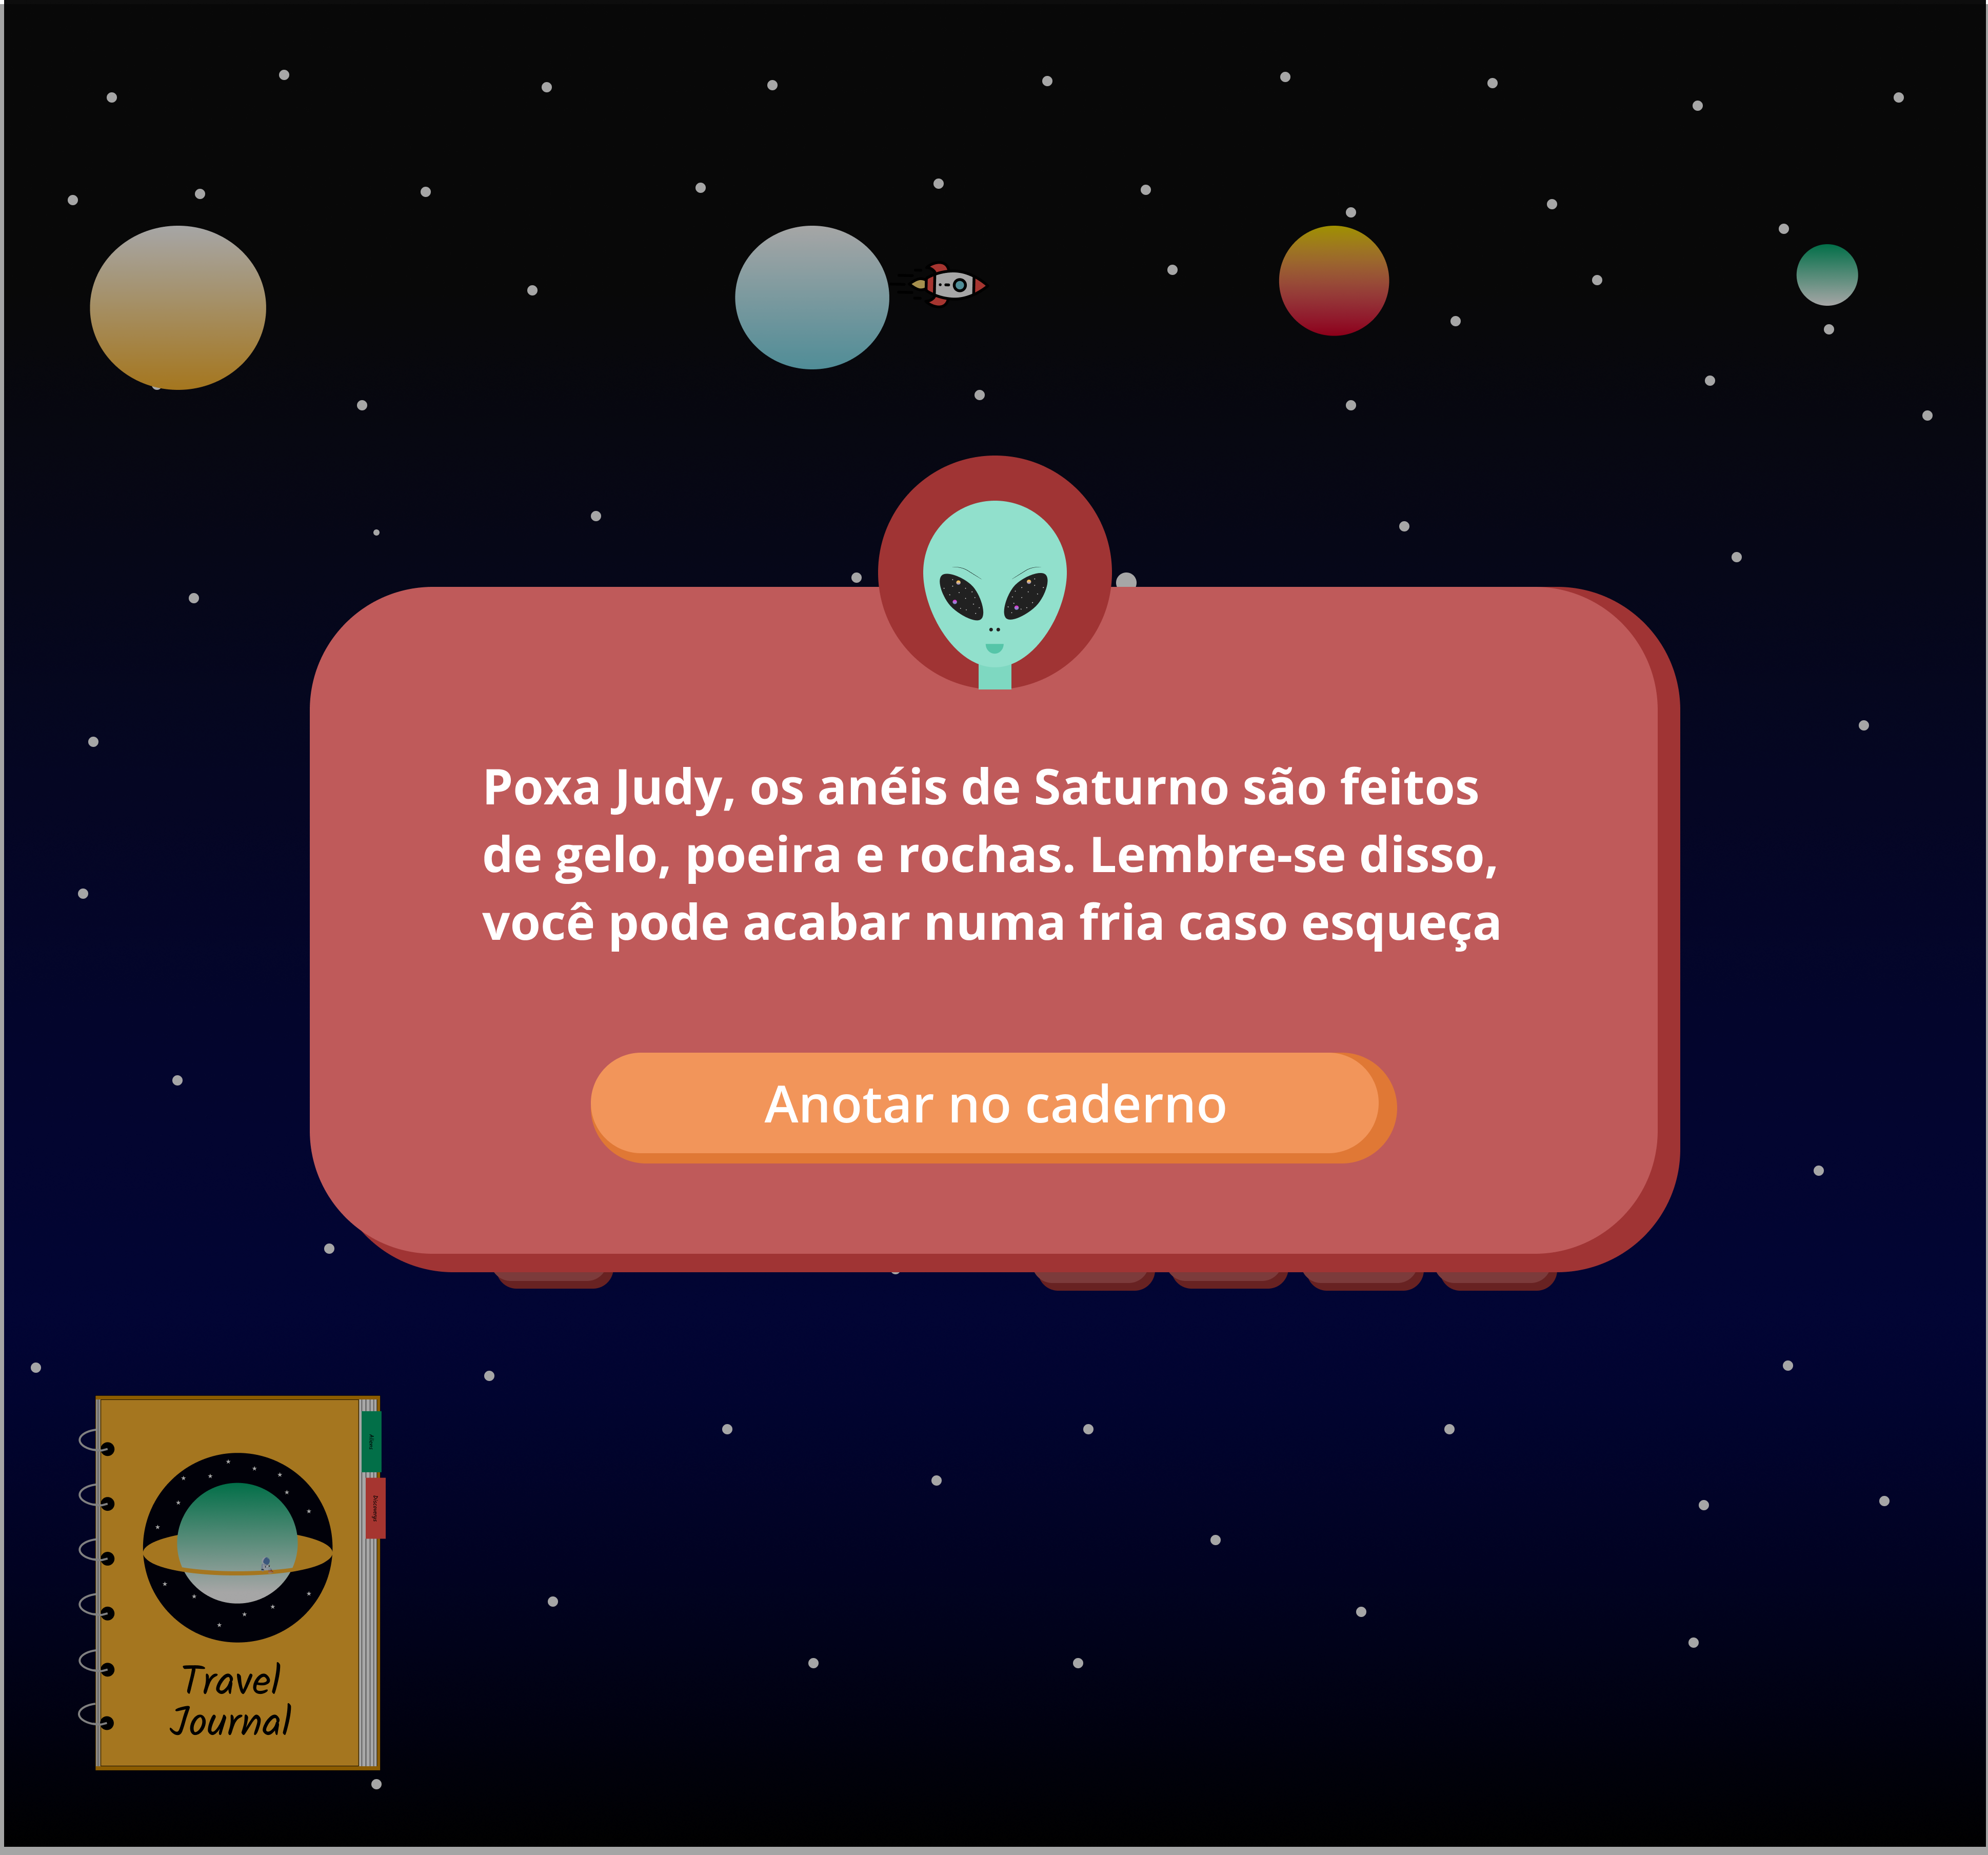 Poxa Judy, os anéis de Saturno são feitos
de gelo, poeira e rochas. Lembre-se disso,
você pode acabar numa fria caso esqueça
Anotar no caderno
Travel
Journal